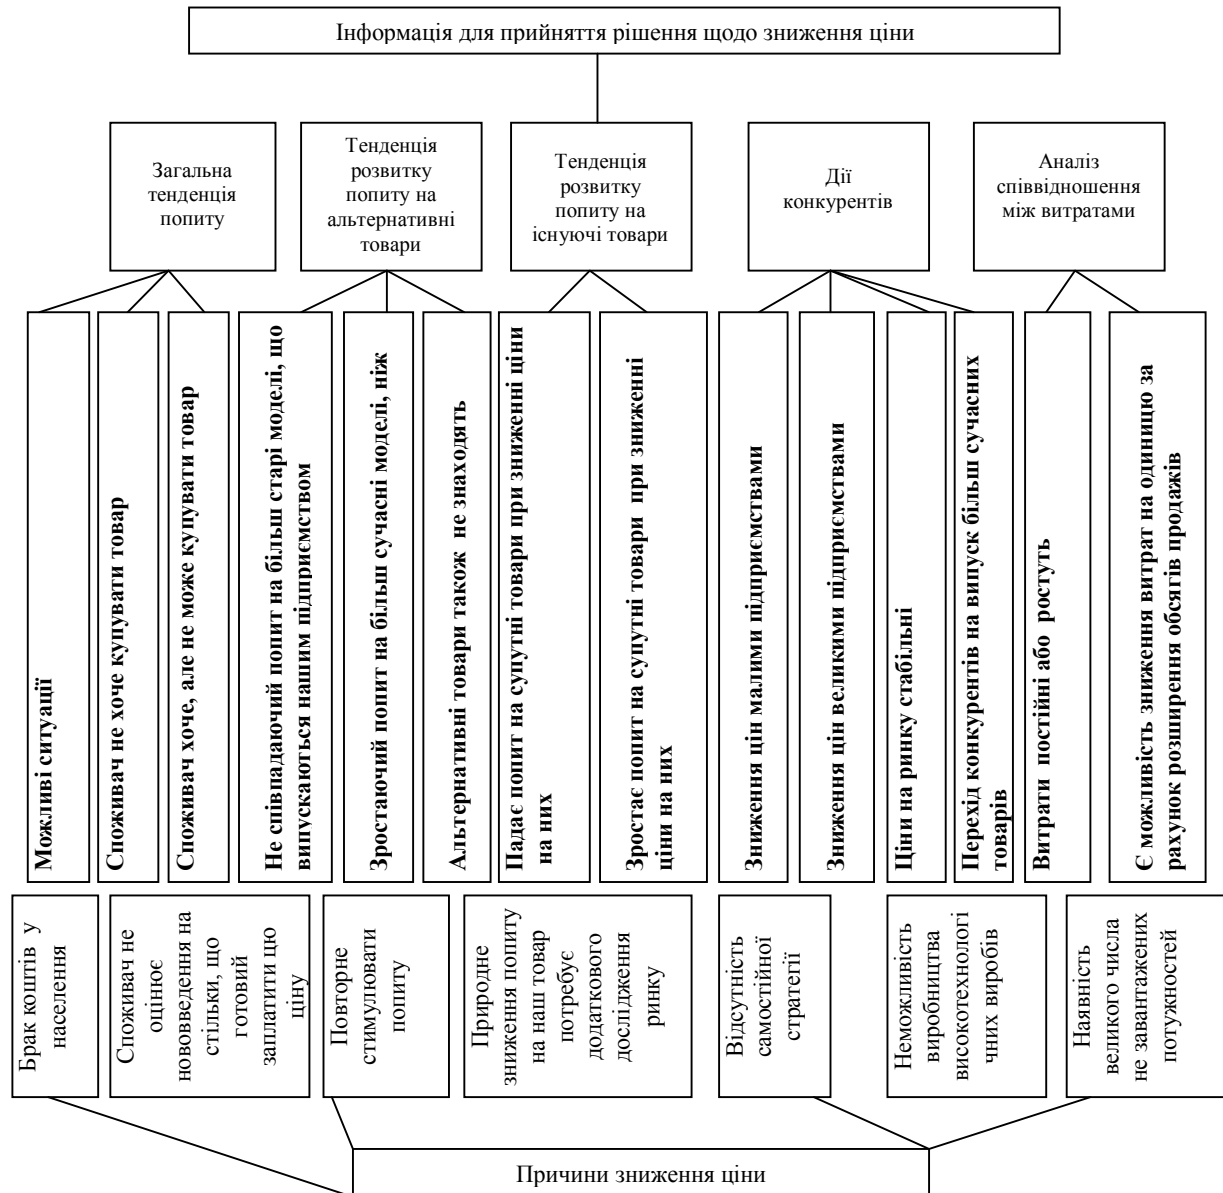 Інформація для прийняття рішення щодо зниження ціни
Загальна
тенденція
попиту
Тенденція
розвитку
попиту на
альтернативні
товари
Тенденція
розвитку
попиту на
існуючі товари
Дії
конкурентів
Аналіз
співвідношення
між витратами
Можливі ситуації
Споживач не хоче купувати товар
Споживач хоче, але не може купувати товар
Не співпадаючий попит на більш старі моделі, що
випускаються нашим підприємством
Зростаючий попит на більш сучасні моделі, ніж
Альтернативні товари також не знаходять
Падає попит на супутні товари при зниженні ціни
на них
Зростає попит на супутні товари при зниженні
ціни на них
Зниження цін малими підприємствами
Зниження цін великими підприємствами
Ціни на ринку стабільні
Перехід конкурентів на випуск більш сучасних
товарів
Витрати постійні або ростуть
Є можливість зниження витрат на одиницю за
рахунок розширення обсягів продажів
Брак коштів у
населення
Споживач не
оцінює
нововведення на
стільки, що
готовий
заплатити цю
ціну
Повторне
стимулювати
попиту
Природне
зниження попиту
на наш товар
потребує
додаткового
дослідження
ринку
Відсутність
самостійної
стратегії
Неможливість
виробництва
високотехнологі
чних виробів
Наявність
великого числа
не завантажених
потужностей
Причини зниження ціни